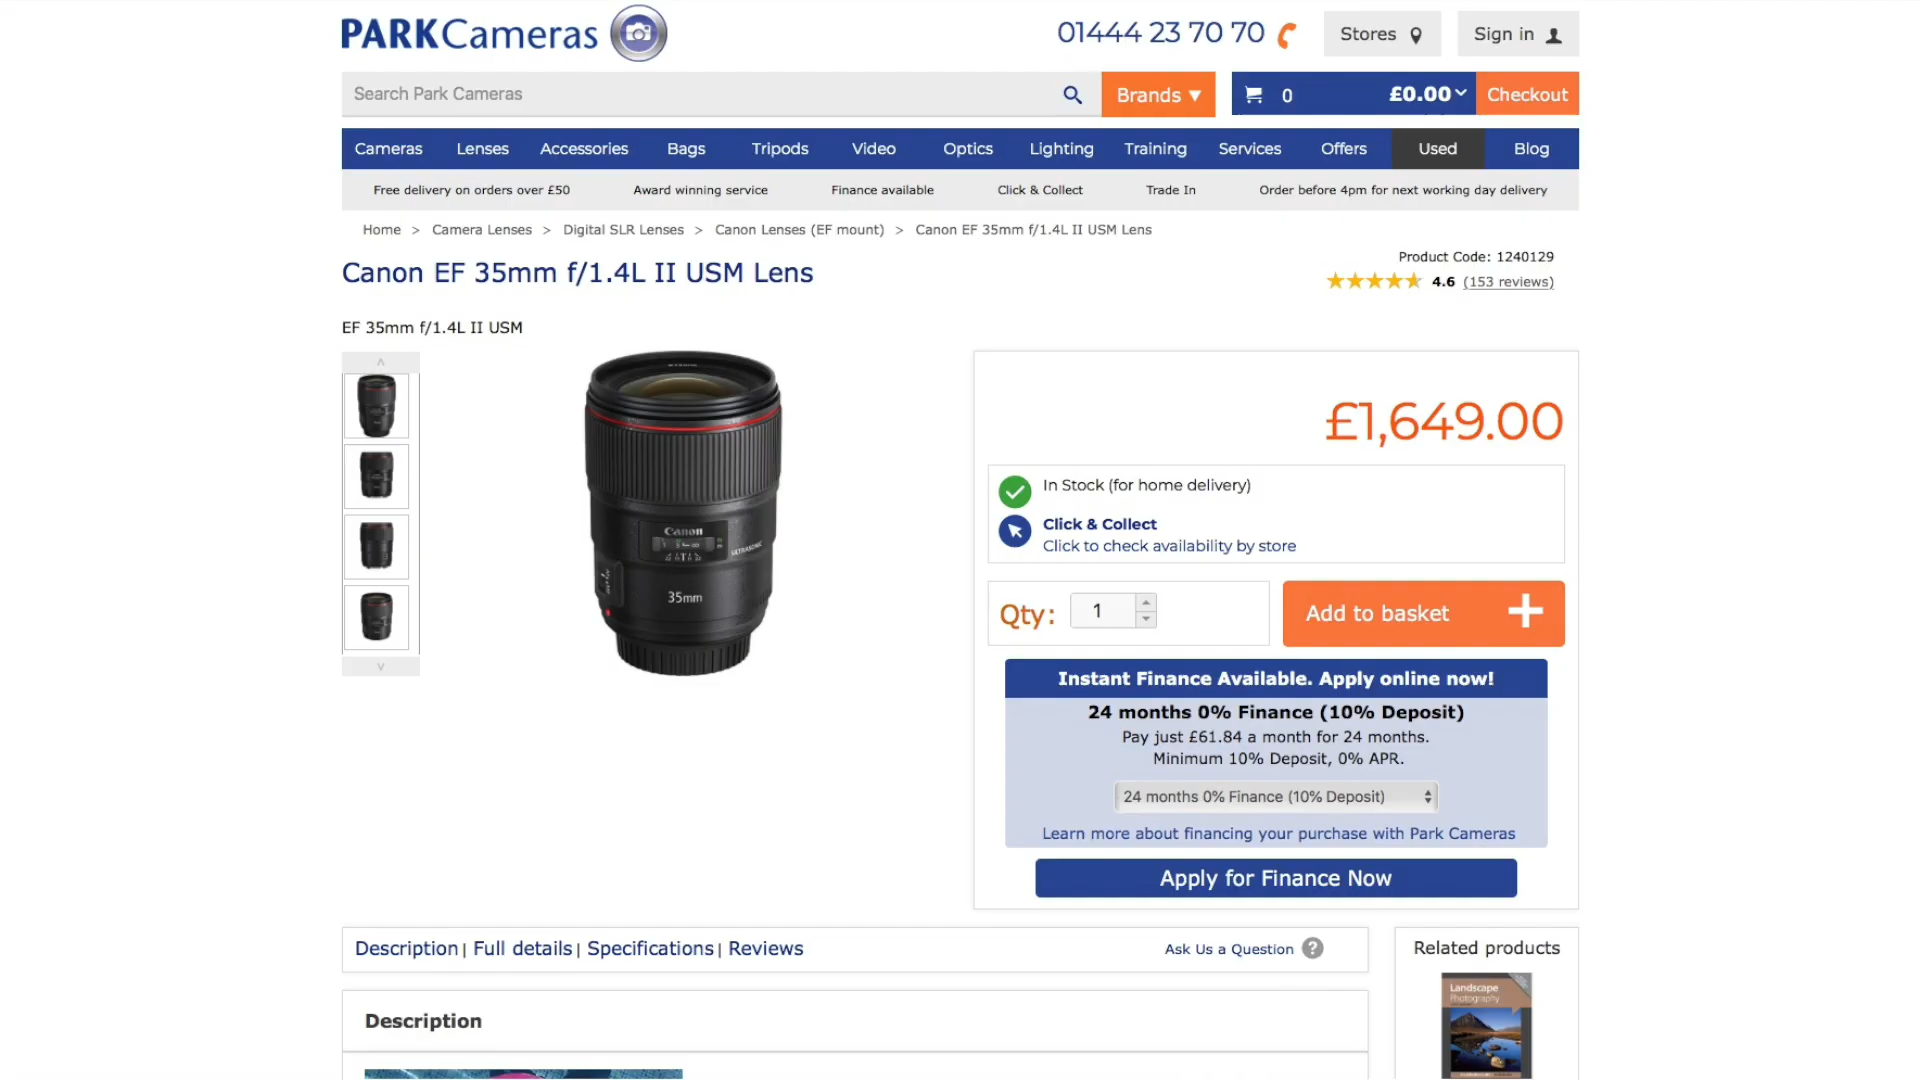 PARKCameras
01444 23 70 70
Stores
Sign in
Search Park Cameras
Brands ▼
0
£0.00
Checkout
Cameras
Lenses
Accessories
Bags
Tripods
Video
Optics
Lighting
Training
Services
Offers
Used
Blog
Free delivery on orders over £50
Award winning service
Finance available
Click & Collect
Trade In
Order before 4pm for next working day delivery
Home > Camera Lenses > Digital SLR Lenses > Canon Lenses (EF mount) > Canon EF 35mm f/1.4L II USM Lens
Product Code: 1240129
Canon EF 35mm f/1.4L II USM Lens
4.6 (153 reviews)
EF 35mm f/1.4L II USM
Canon
ULTRASONIC
35mm
£1,649.00
In Stock (for home delivery)
Click & Collect
Click to check availability by store
Qty: 1
Add to basket
Instant Finance Available. Apply online now!
24 months 0% Finance (10% Deposit)
Pay just £61.84 a month for 24 months.
Minimum 10% Deposit, 0% APR.
24 months 0% Finance (10% Deposit)
Learn more about financing your purchase with Park Cameras
Apply for Finance Now
Description | Full details | Specifications | Reviews
Ask Us a Question ?
Related products
Landscape
Photography
Description